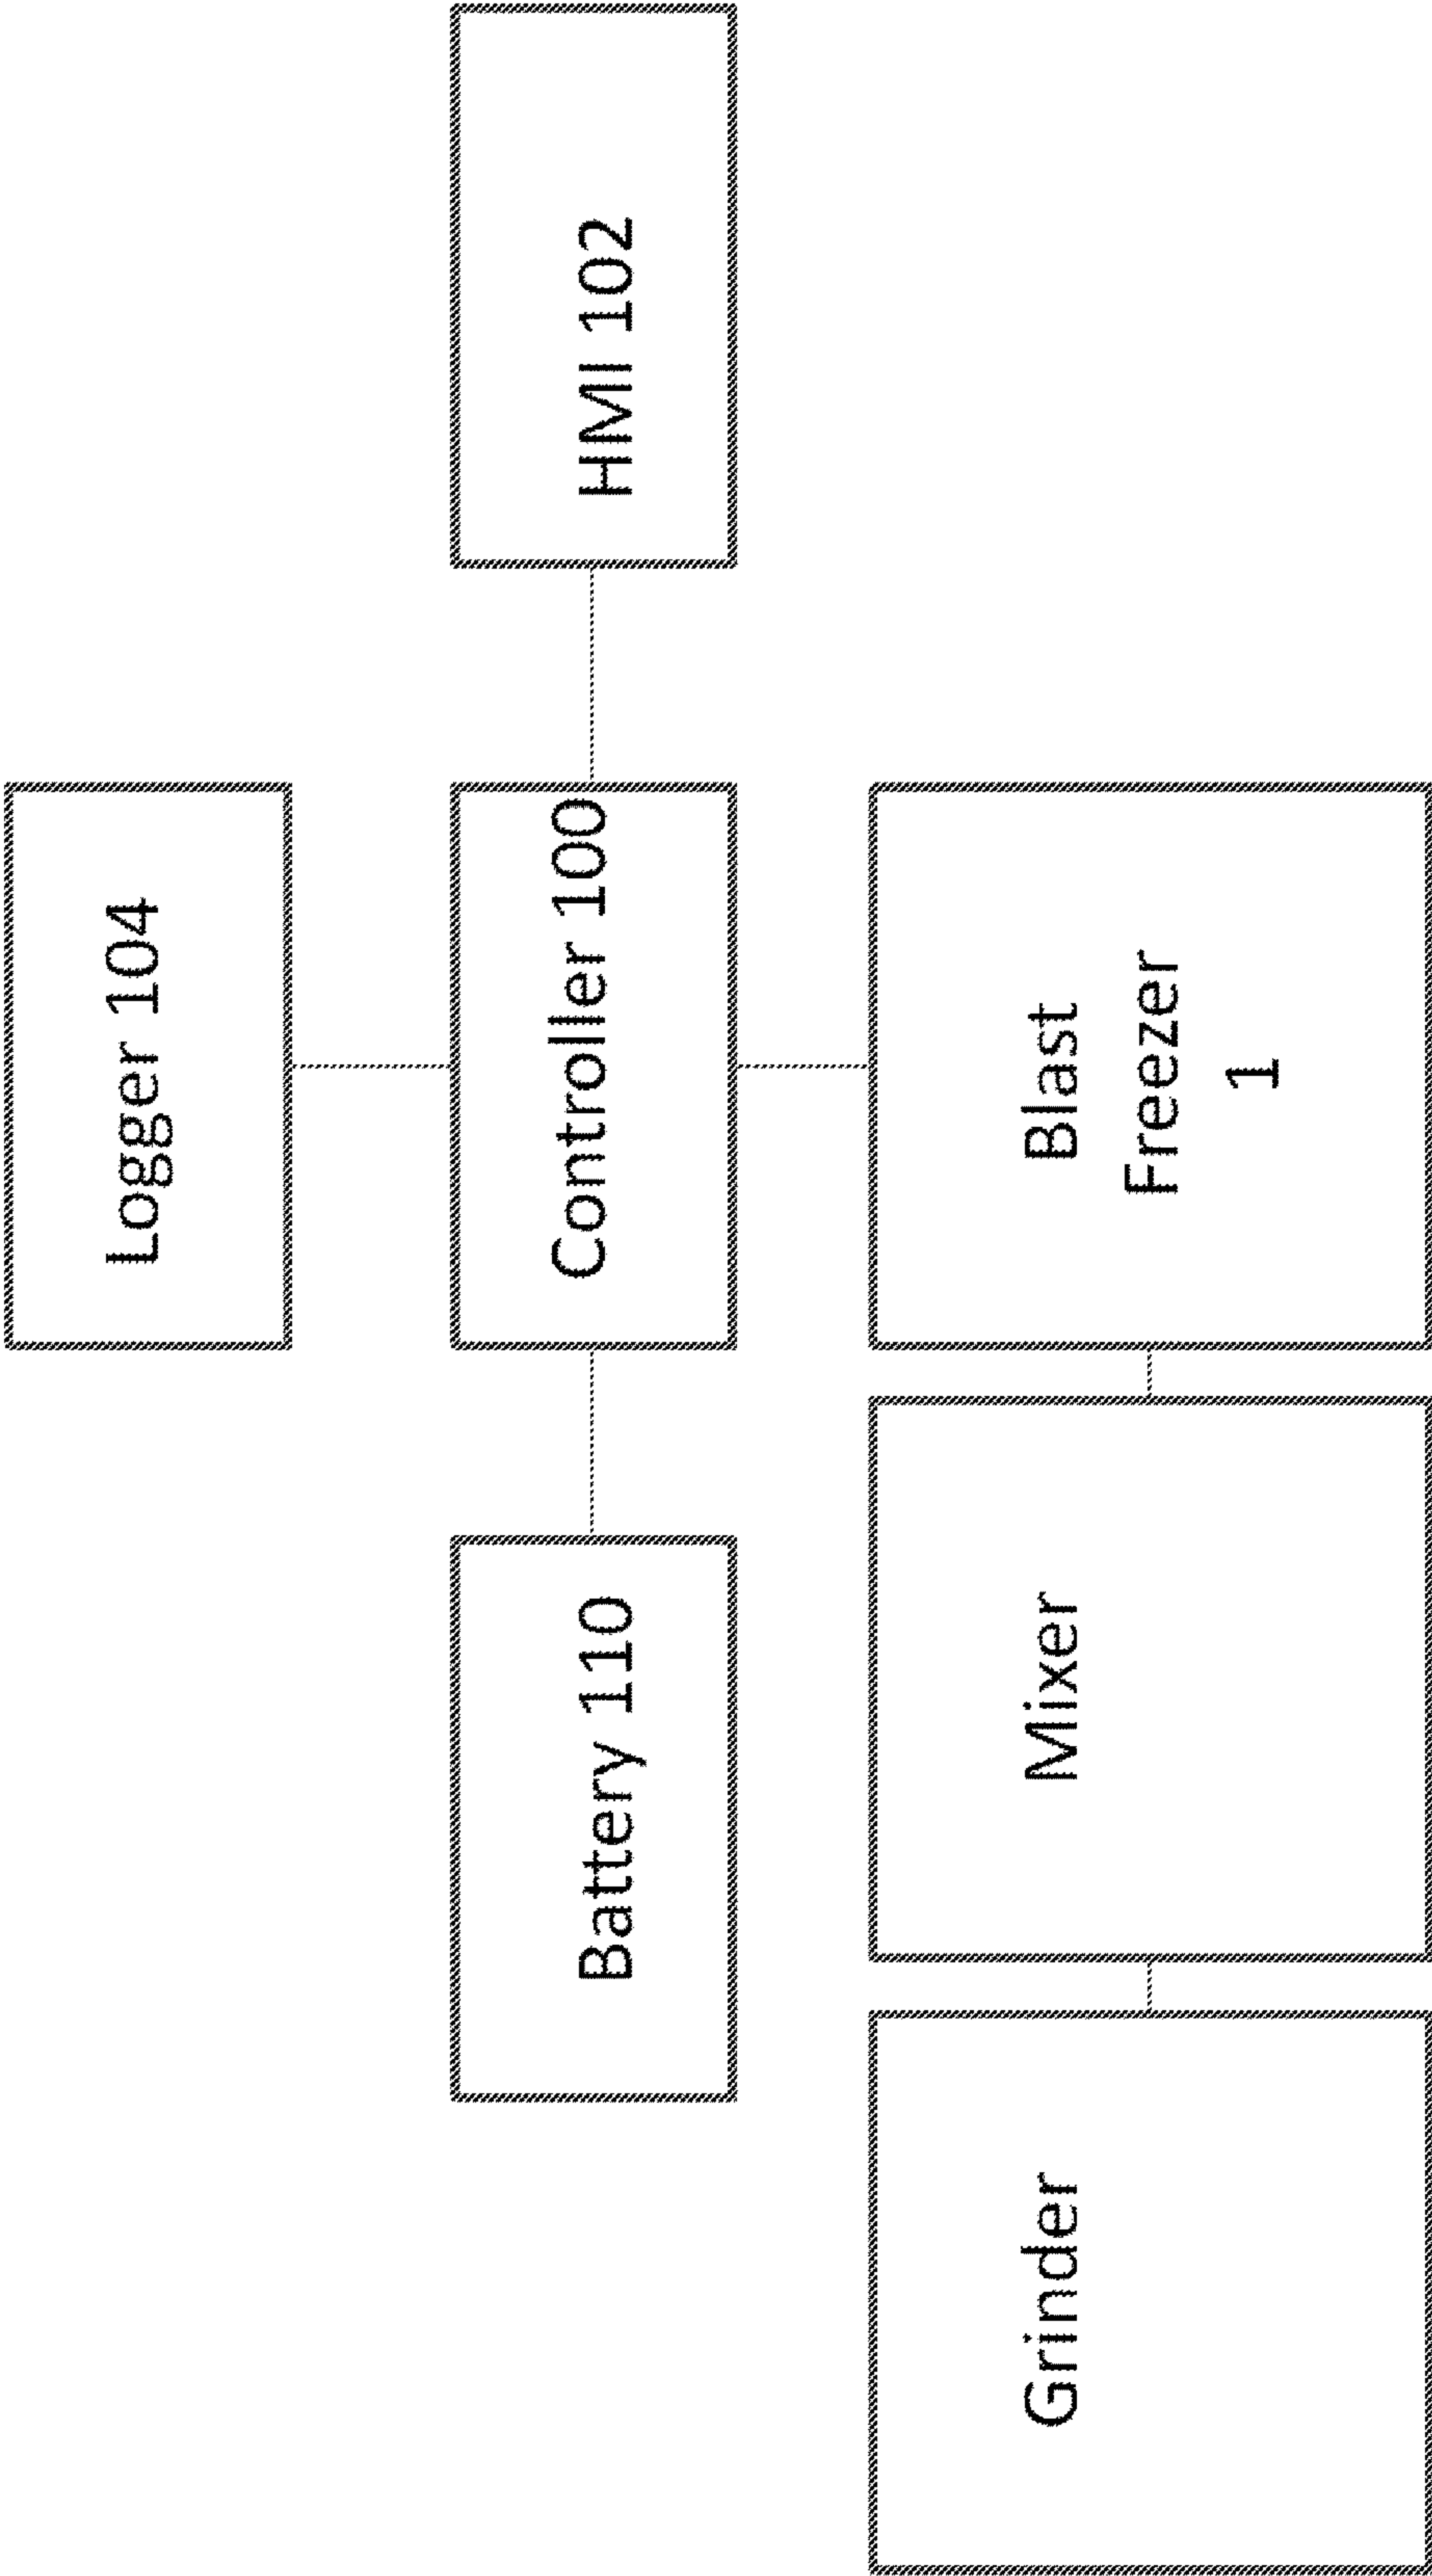 Logger 104
Battery 110
Controller 100
HMI 102
Grinder
Mixer
Blast
Freezer
1